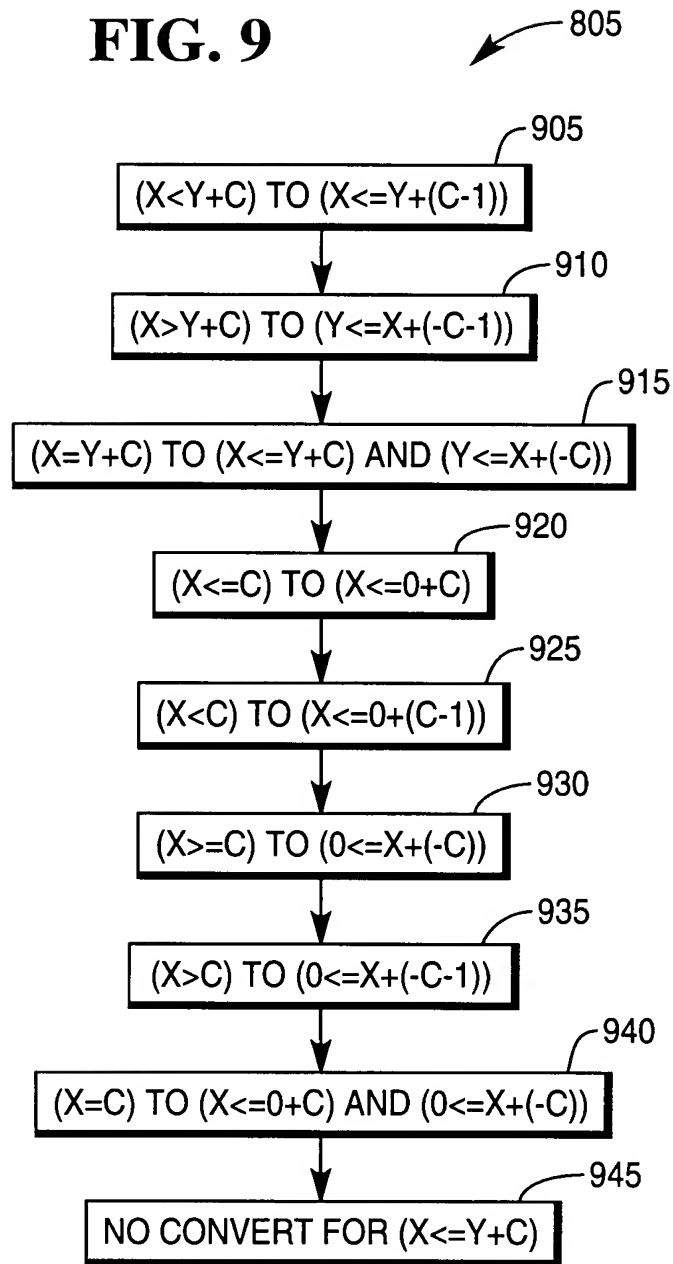 FIG. 9
805
905
(X<Y+C) TO (X<=Y+(C-1))
910
(X>Y+C) TO (Y<=X+(-C-1))
915
(X=Y+C) TO (X<=Y+C) AND (Y<=X+(-C))
920
(X<=C) TO (X<=0+C)
925
(X<C) TO (X<=0+(C-1))
930
(X>=C) TO (0<=X+(-C))
935
(X>C) TO (0<=X+(-C-1))
940
(X=C) TO (X<=0+C) AND (0<=X+(-C))
945
NO CONVERT FOR (X<=Y+C)